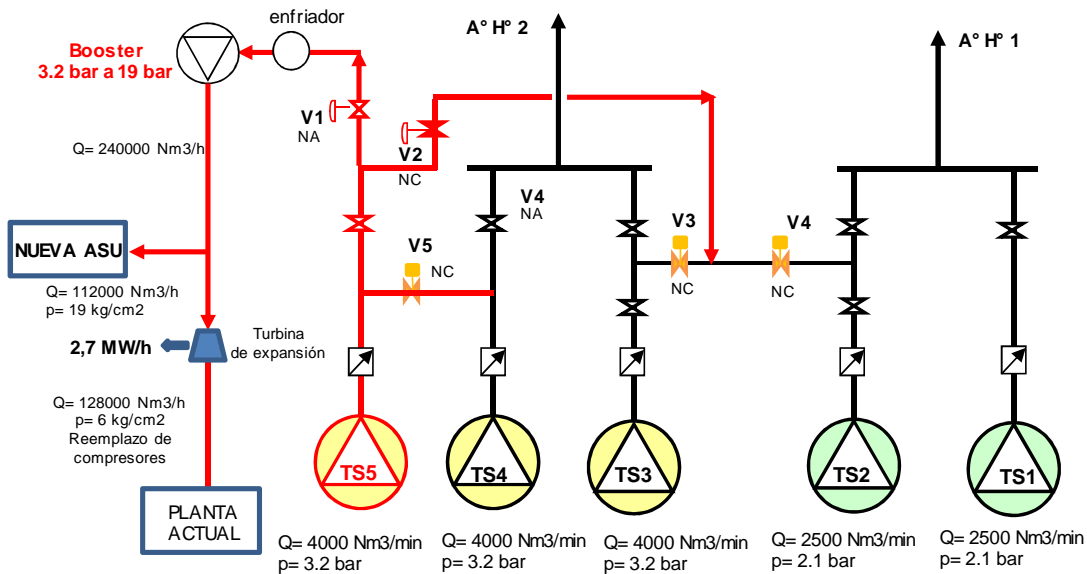 enfriador
A° H° 2
A° H° 1
Booster
3.2 bar a 19 bar
V1
NA
V2
NC
Q= 240000 Nm3/h
V4
NA
V3
NC
V4
NC
V5
NC
NUEVA ASU
Q= 112000 Nm3/h
p= 19 kg/cm2
2,7 MW/h
Turbina
de expansión
Q= 128000 Nm3/h
p= 6 kg/cm2
Reemplazo de
compresores
PLANTA
ACTUAL
TS5
TS4
TS3
TS2
TS1
Q= 4000 Nm3/min
p= 3.2 bar
Q= 4000 Nm3/min
p= 3.2 bar
Q= 4000 Nm3/min
p= 3.2 bar
Q= 2500 Nm3/min
p= 2.1 bar
Q= 2500 Nm3/min
p= 2.1 bar